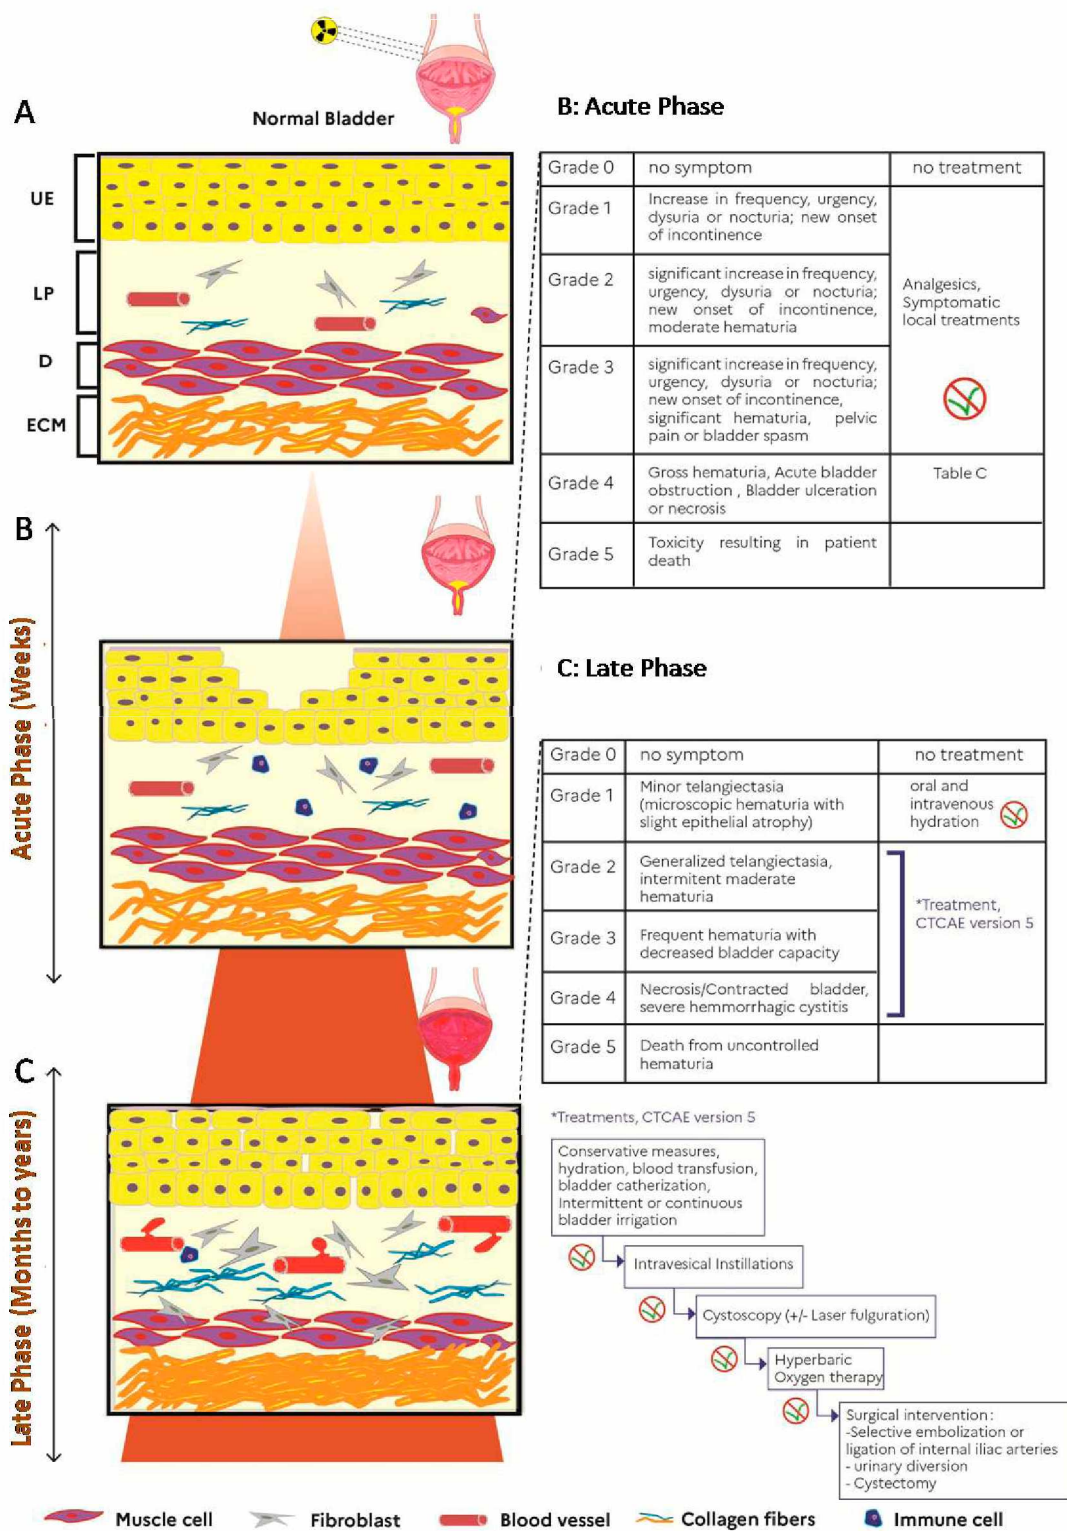 A
Normal Bladder
UE
LP
D
ECM
B: Acute Phase
Grade 0
no symptom
no treatment
Grade 1
Increase in frequency, urgency,
dysuria or nocturia; new onset
of incontinence
Grade 2
significant increase in frequency,
urgency, dysuria or nocturia;
new onset of incontinence,
moderate hematuria
Analgesics,
Symptomatic
local treatments
Grade 3
significant increase in frequency,
urgency, dysuria or nocturia;
new onset of incontinence,
significant hematuria, pelvic
pain or bladder spasm
Grade 4
Gross hematuria, Acute bladder
obstruction , Bladder ulceration
or necrosis
Table C
Grade 5
Toxicity resulting in patient
death
B
Acute Phase (Weeks)
C: Late Phase
Grade 0
no symptom
no treatment
Grade 1
Minor telangiectasia
(microscopic hematuria with
slight epithelial atrophy)
oral and
intravenous
hydration
Grade 2
Generalized telangiectasia,
intermitent maderate
hematuria
*Treatment,
CTCAE version 5
Grade 3
Frequent hematuria with
decreased bladder capacity
Grade 4
Necrosis/Contracted bladder,
severe hemmorrhagic cystitis
Grade 5
Death from uncontrolled
hematuria
C
Late Phase (Months to years)
*Treatments, CTCAE version 5
Conservative measures,
hydration, blood transfusion,
bladder catherization,
Intermittent or continuous
bladder irrigation
Intravesical Instillations
Cystoscopy (+/- Laser fulguration)
Hyperbaric
Oxygen therapy
Surgical intervention:
-Selective embolization or
ligation of internal iliac arteries
- urinary diversion
- Cystectomy
Muscle cell
Fibroblast
Blood vessel
Collagen fibers
Immune cell